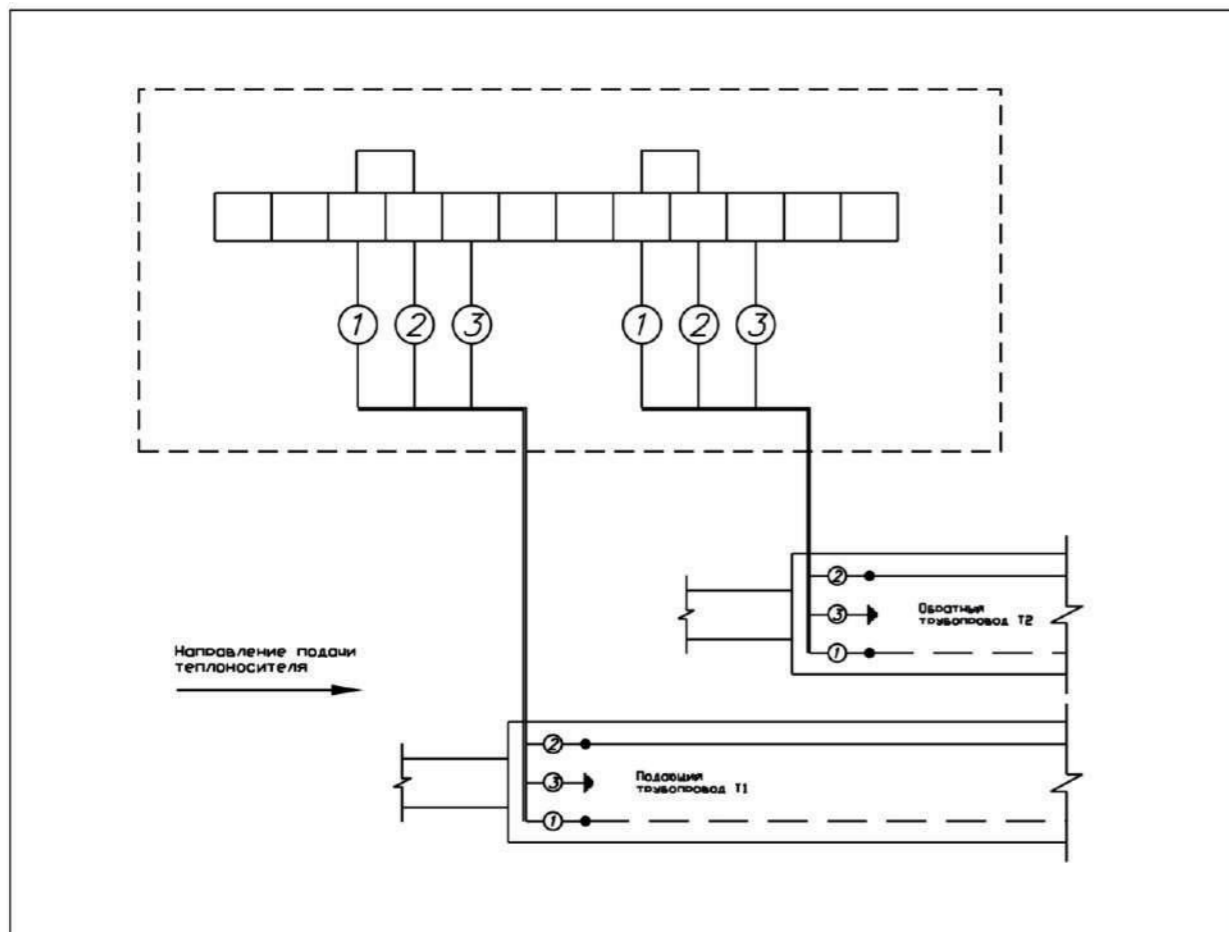 1 2 3 1 2 3
2
3 Обратный
трубопровод Т2
1
Направление подачи
теплоносителя
2
3 Подающий
трубопровод Т1
1